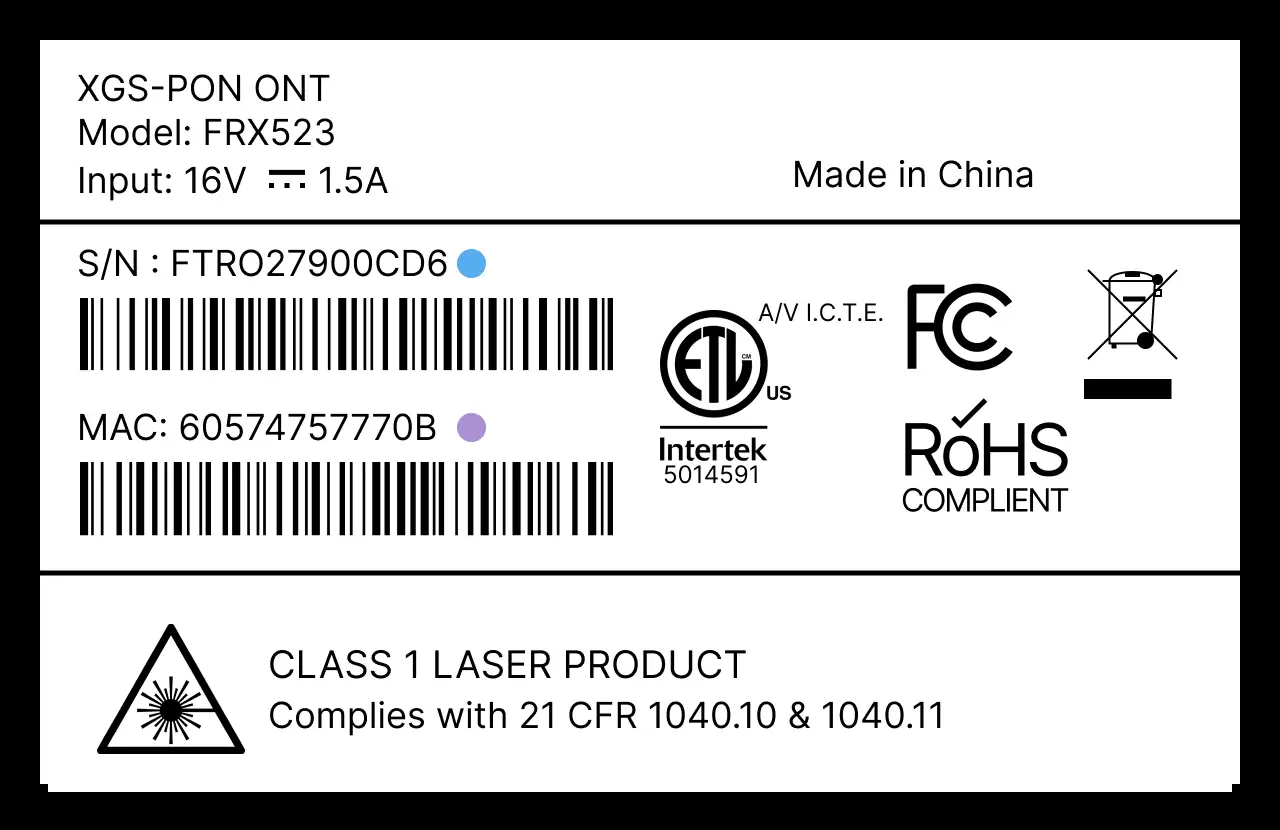 XGS-PON ONT
Model: FRX523
Input: 16V ⎓ 1.5A
Made in China
S/N : FTRO27900CD6
MAC: 60574757770B
A/V I.C.T.E.
ETL CM
US
Intertek
5014591
FC
RoHS
COMPLIENT
CLASS 1 LASER PRODUCT
Complies with 21 CFR 1040.10 & 1040.11